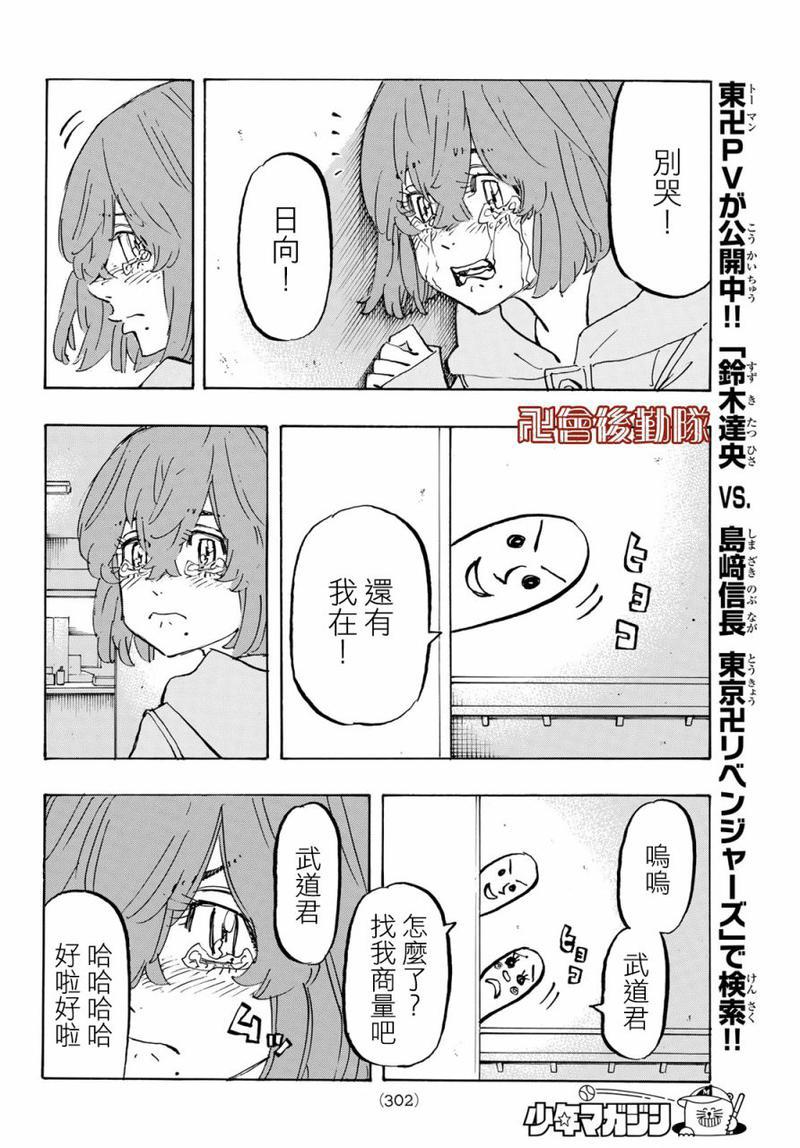 東卍PVが公開中!!「鈴木達央 VS. 島﨑信長 東京卍リベンジャーズ」で検索!!
トーマン
こうかいちゅう
すずき たつひさ
しまざき のぶなが
とうきょう
けんさく
別哭！
日向！
卍會後勤隊
ヒョコ
還有
我在！
嗚嗚
武道君
ヒョコ
怎麼了？
找我商量吧
武道君
ムッ
哈哈哈哈
好啦好啦
(302)
少年マガジン